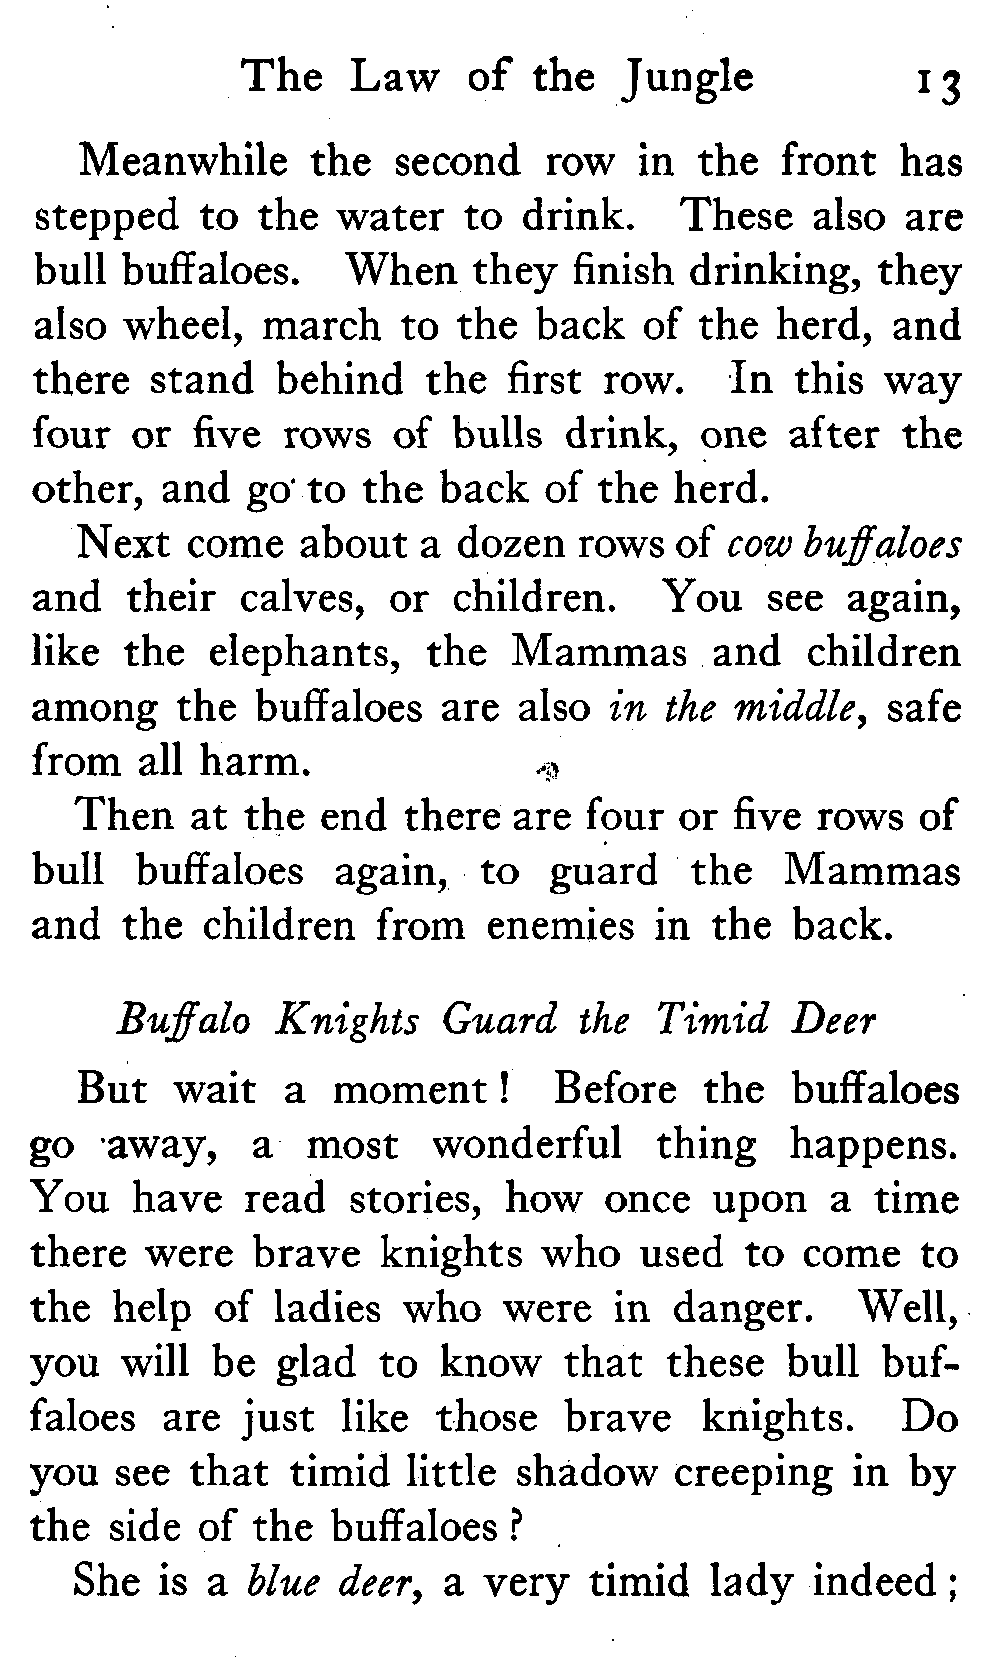 The Law of the Jungle 13
Meanwhile the second row in the front has
stepped to the water to drink. These also are
bull buffaloes. When they finish drinking, they
also wheel, march to the back of the herd, and
there stand behind the first row. In this way
four or five rows of bulls drink, one after the
other, and go to the back of the herd.
Next come about a dozen rows of cow buffaloes
and their calves, or children. You see again,
like the elephants, the Mammas and children
among the buffaloes are also in the middle, safe
from all harm.
Then at the end there are four or five rows of
bull buffaloes again, to guard the Mammas
and the children from enemies in the back.
Buffalo Knights Guard the Timid Deer
But wait a moment! Before the buffaloes
go away, a most wonderful thing happens.
You have read stories, how once upon a time
there were brave knights who used to come to
the help of ladies who were in danger. Well,
you will be glad to know that these bull buf-
faloes are just like those brave knights. Do
you see that timid little shadow creeping in by
the side of the buffaloes?
She is a blue deer, a very timid lady indeed;